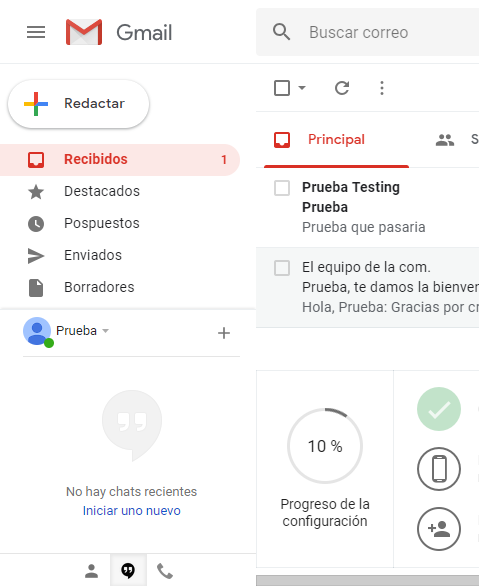 Gmail
Buscar correo
Redactar
Recibidos 1
Destacados
Pospuestos
Enviados
Borradores
Principal
S
Prueba Testing
Prueba
Prueba que pasaria
El equipo de la com.
Prueba, te damos la bienven
Hola, Prueba: Gracias por cr
Prueba
No hay chats recientes
Iniciar uno nuevo
10 %
Progreso de la
configuración